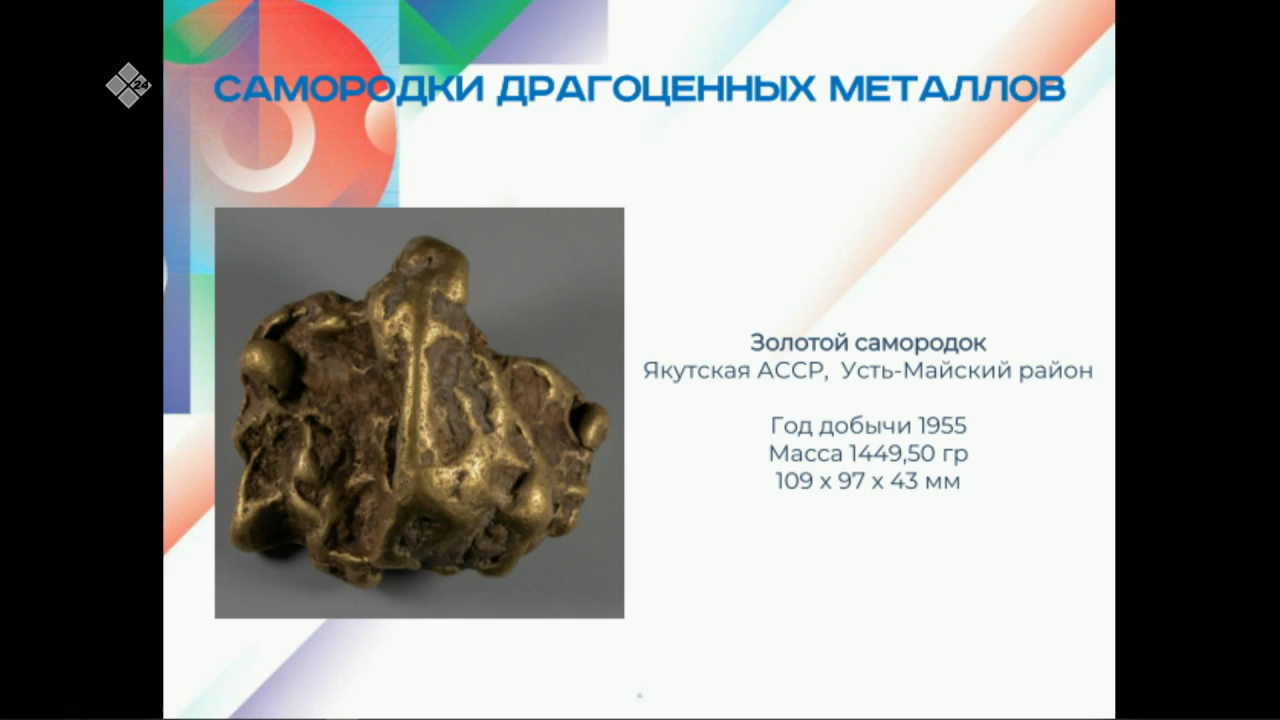 24
САМОРОДКИ ДРАГОЦЕННЫХ МЕТАЛЛОВ
Золотой самородок
Якутская АССР, Усть-Майский район
Год добычи 1955
Масса 1449,50 гр
109 x 97 x 43 мм